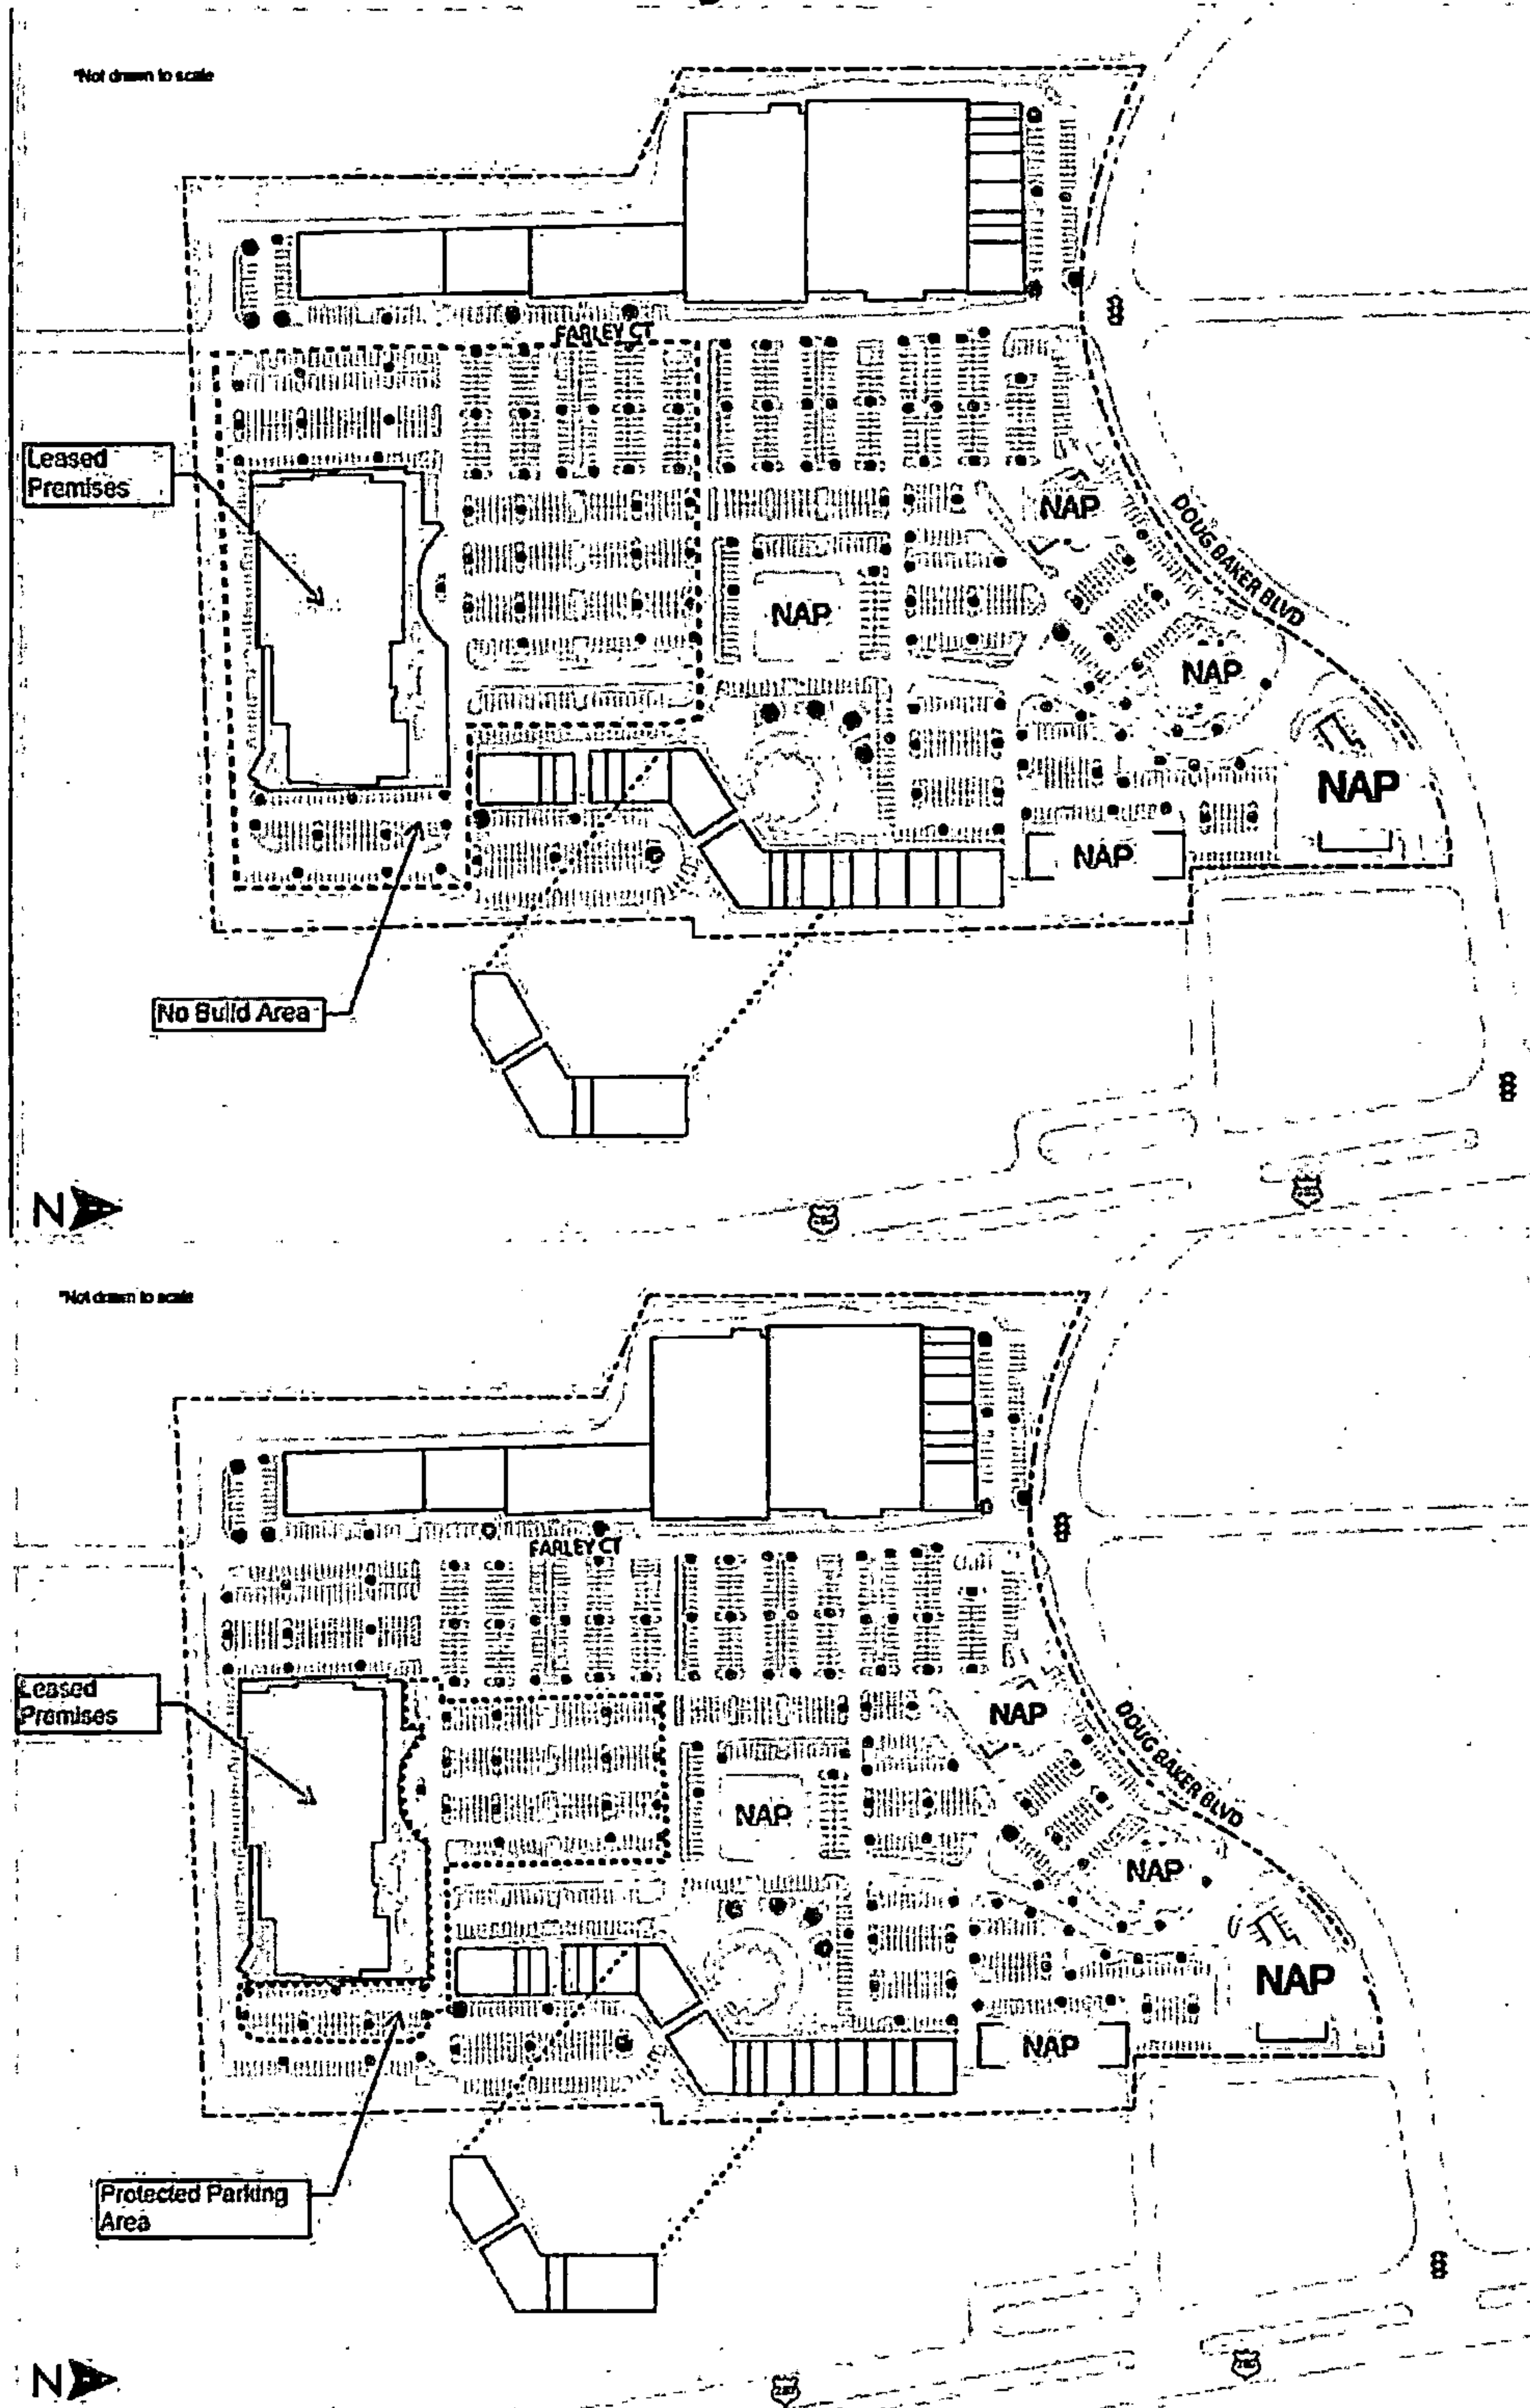 *Not drawn to scale
FARLEY CT
Leased
Premises
NAP
DOUG BAKER BLVD
NAP
NAP
NAP
NAP
No Build Area
N
*Not drawn to scale
FARLEY CT
Leased
Premises
NAP
DOUG BAKER BLVD
NAP
NAP
NAP
NAP
Protected Parking
Area
N